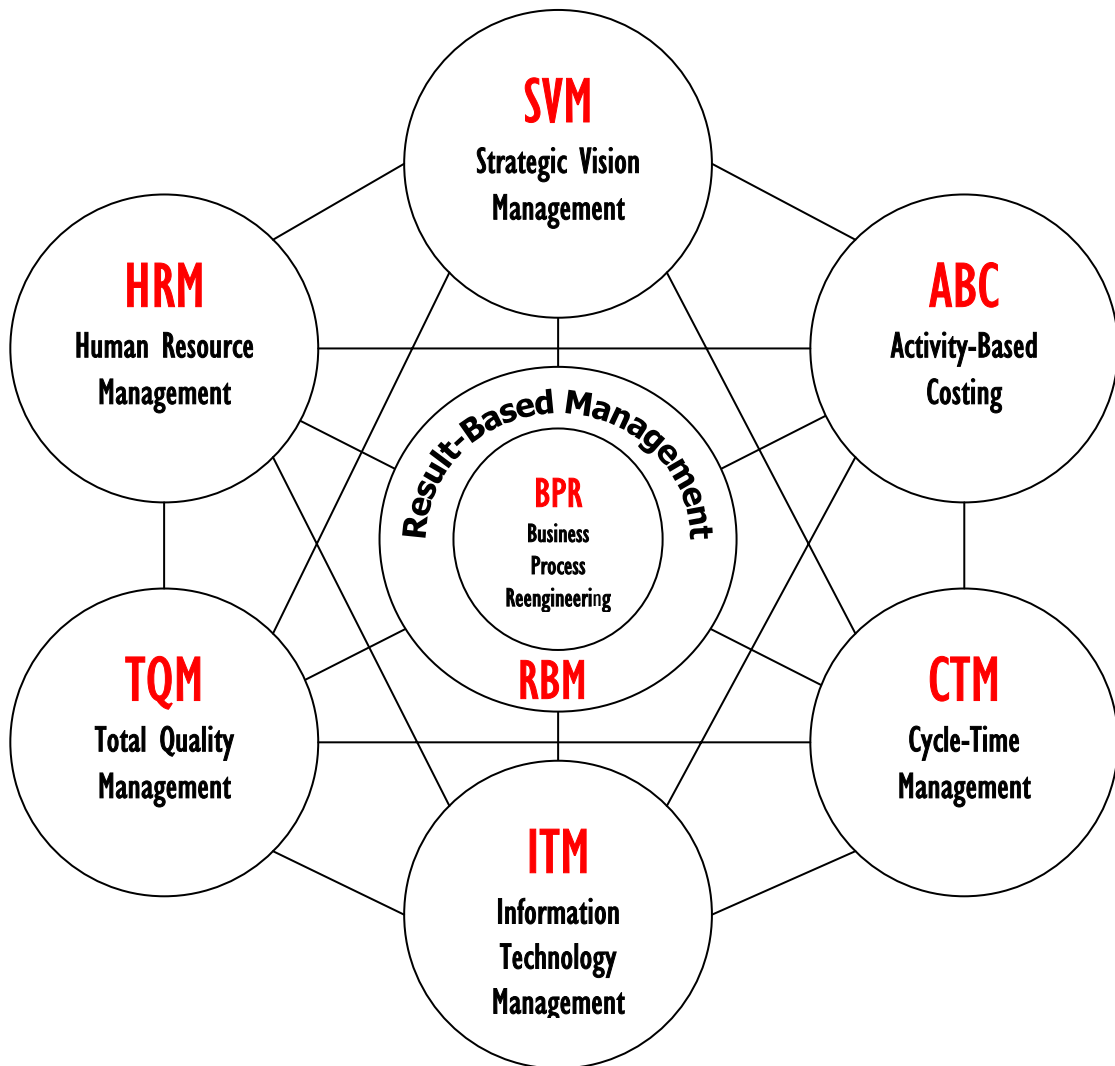 SVM
Strategic Vision
Management
HRM
Human Resource
Management
ABC
Activity-Based
Costing
Result-Based Management
BPR
Business
Process
Reengineering
RBM
TQM
Total Quality
Management
CTM
Cycle-Time
Management
ITM
Information
Technology
Management